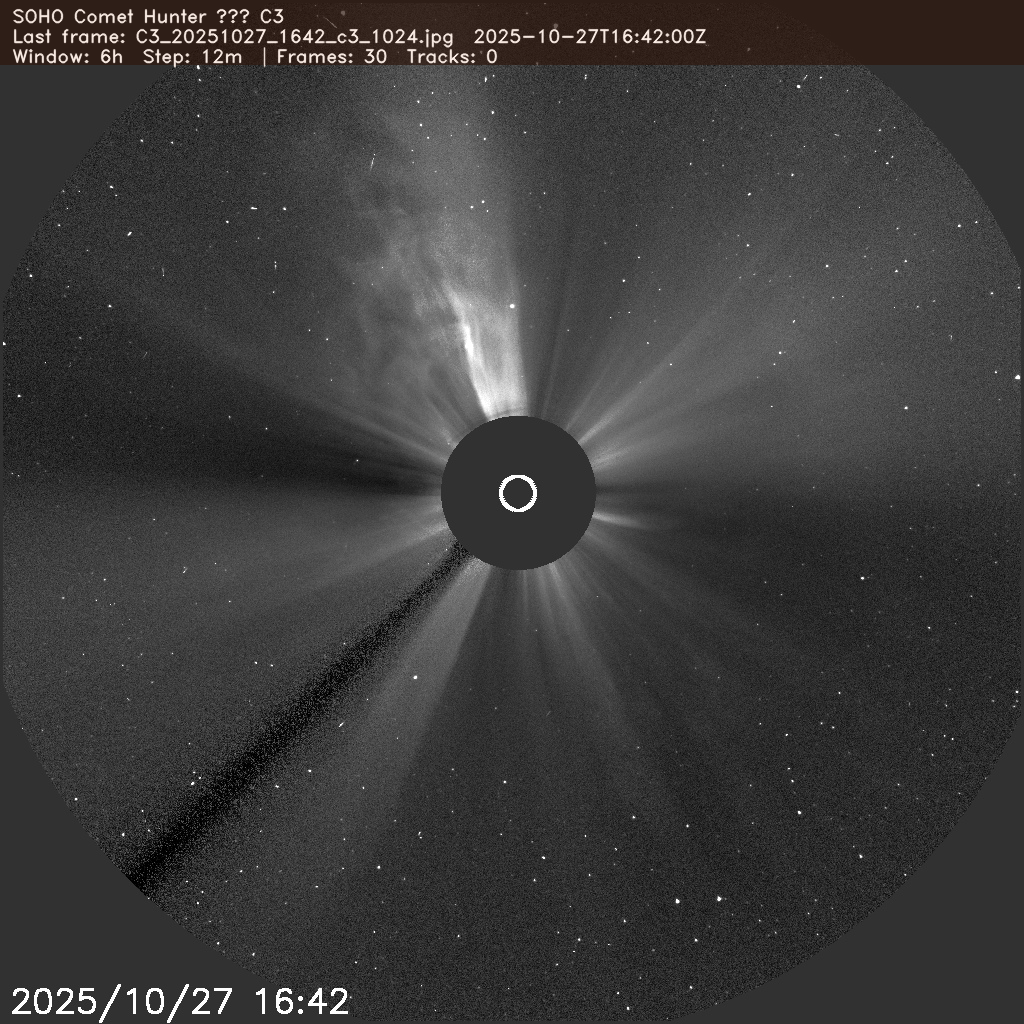 SOHO Comet Hunter ??? C3
Last frame: C3_20251027_1642_c3_1024.jpg 2025-10-27T16:42:00Z
Window: 6h Step: 12m | Frames: 30 Tracks: 0
2025/10/27 16:42